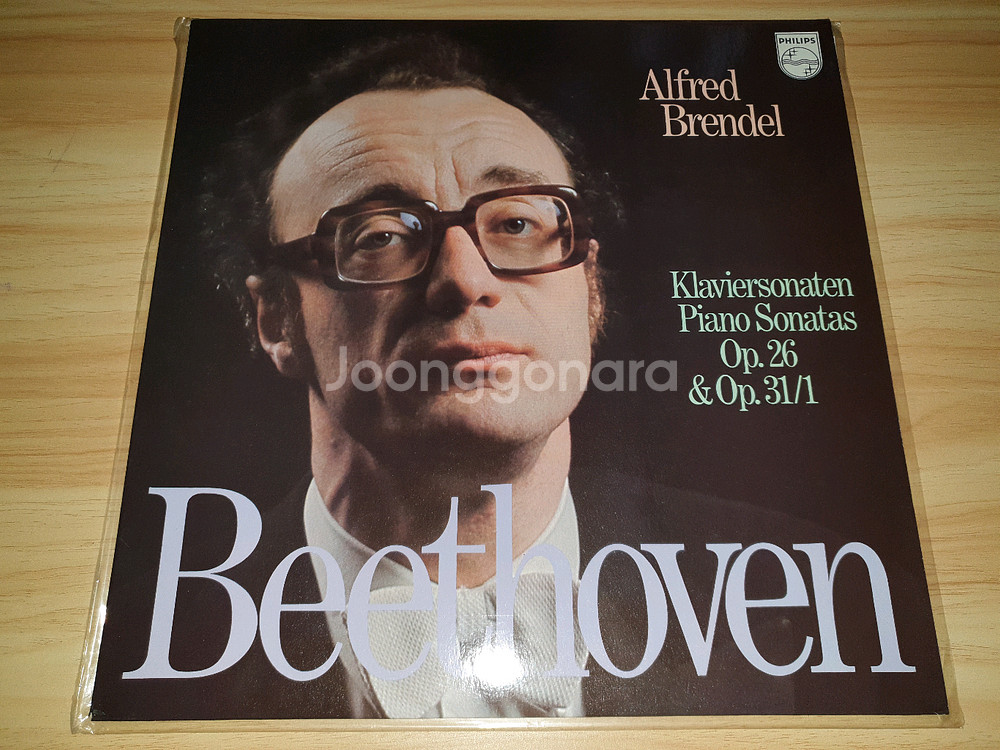 PHILIPS
Alfred
Brendel
Klaviersonaten
Piano Sonatas
Op. 26
& Op. 31/1
Joonggonara
Beethoven